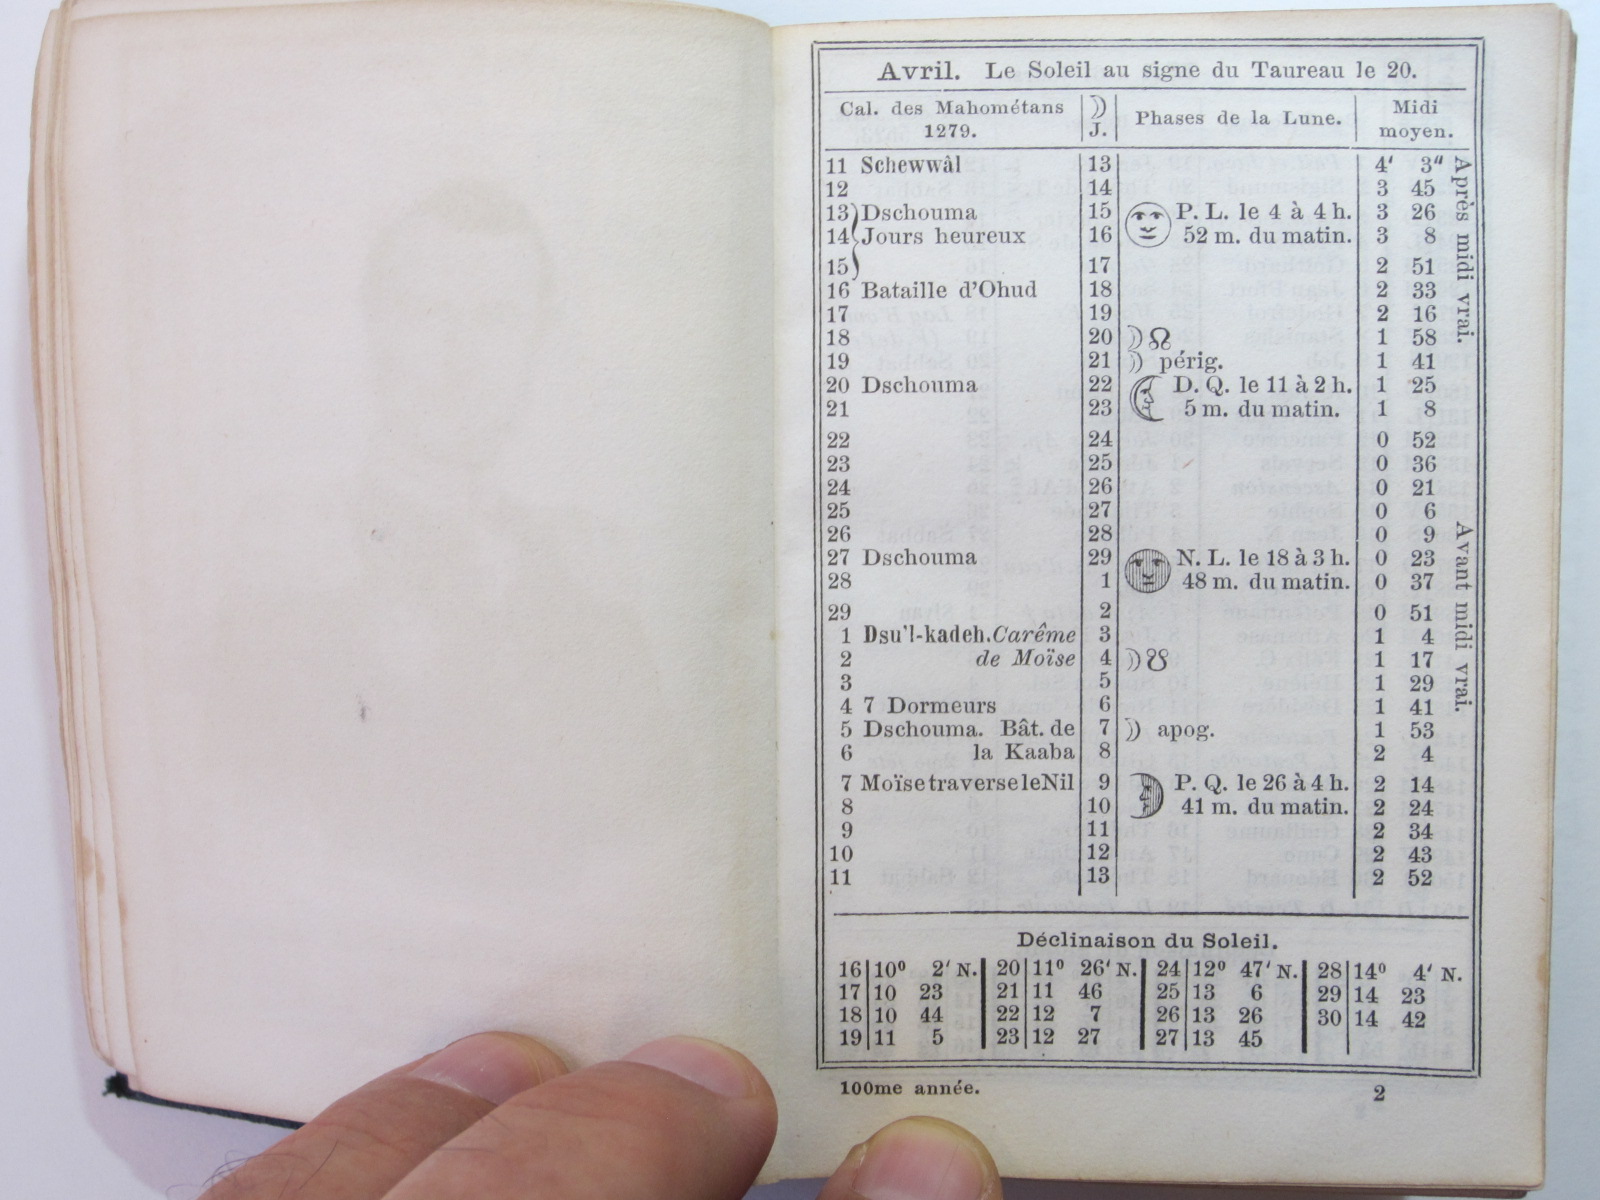 Avril. Le Soleil au signe du Taureau le 20.
Cal. des Mahométans 1279. | ☽ J. | Phases de la Lune. | Midi moyen.
11 Schewwâl 13 4' 3"
12 14 3 45
13 Dschouma 15 P. L. le 4 à 4 h. 3 26
14 Jours heureux 16 52 m. du matin. 3 8
15 17 2 51
16 Bataille d'Ohud 18 2 33
17 19 2 16
18 20 ☽☊ 1 58
19 21 ☽ périg. 1 41
20 Dschouma 22 D. Q. le 11 à 2 h. 1 25
21 23 5 m. du matin. 1 8
22 24 0 52
23 25 0 36
24 26 0 21
25 27 0 6
26 28 0 9
27 Dschouma 29 N. L. le 18 à 3 h. 0 23
28 1 48 m. du matin. 0 37
29 2 0 51
1 Dsu'l-kadeh. Carême 3 1 4
2 de Moïse 4 ☽☋ 1 17
3 5 1 29
4 7 Dormeurs 6 1 41
5 Dschouma. Bât. de 7 ☽ apog. 1 53
6 la Kaaba 8 2 4
7 Moïse traverse le Nil 9 P. Q. le 26 à 4 h. 2 14
8 10 41 m. du matin. 2 24
9 11 2 34
10 12 2 43
11 13 2 52
Après midi vrai.
Avant midi vrai.
Déclinaison du Soleil.
16 10⁰ 2' N. 20 11⁰ 26' N. 24 12⁰ 47' N. 28 14⁰ 4' N.
17 10 23 21 11 46 25 13 6 29 14 23
18 10 44 22 12 7 26 13 26 30 14 42
19 11 5 23 12 27 27 13 45
100me année. 2